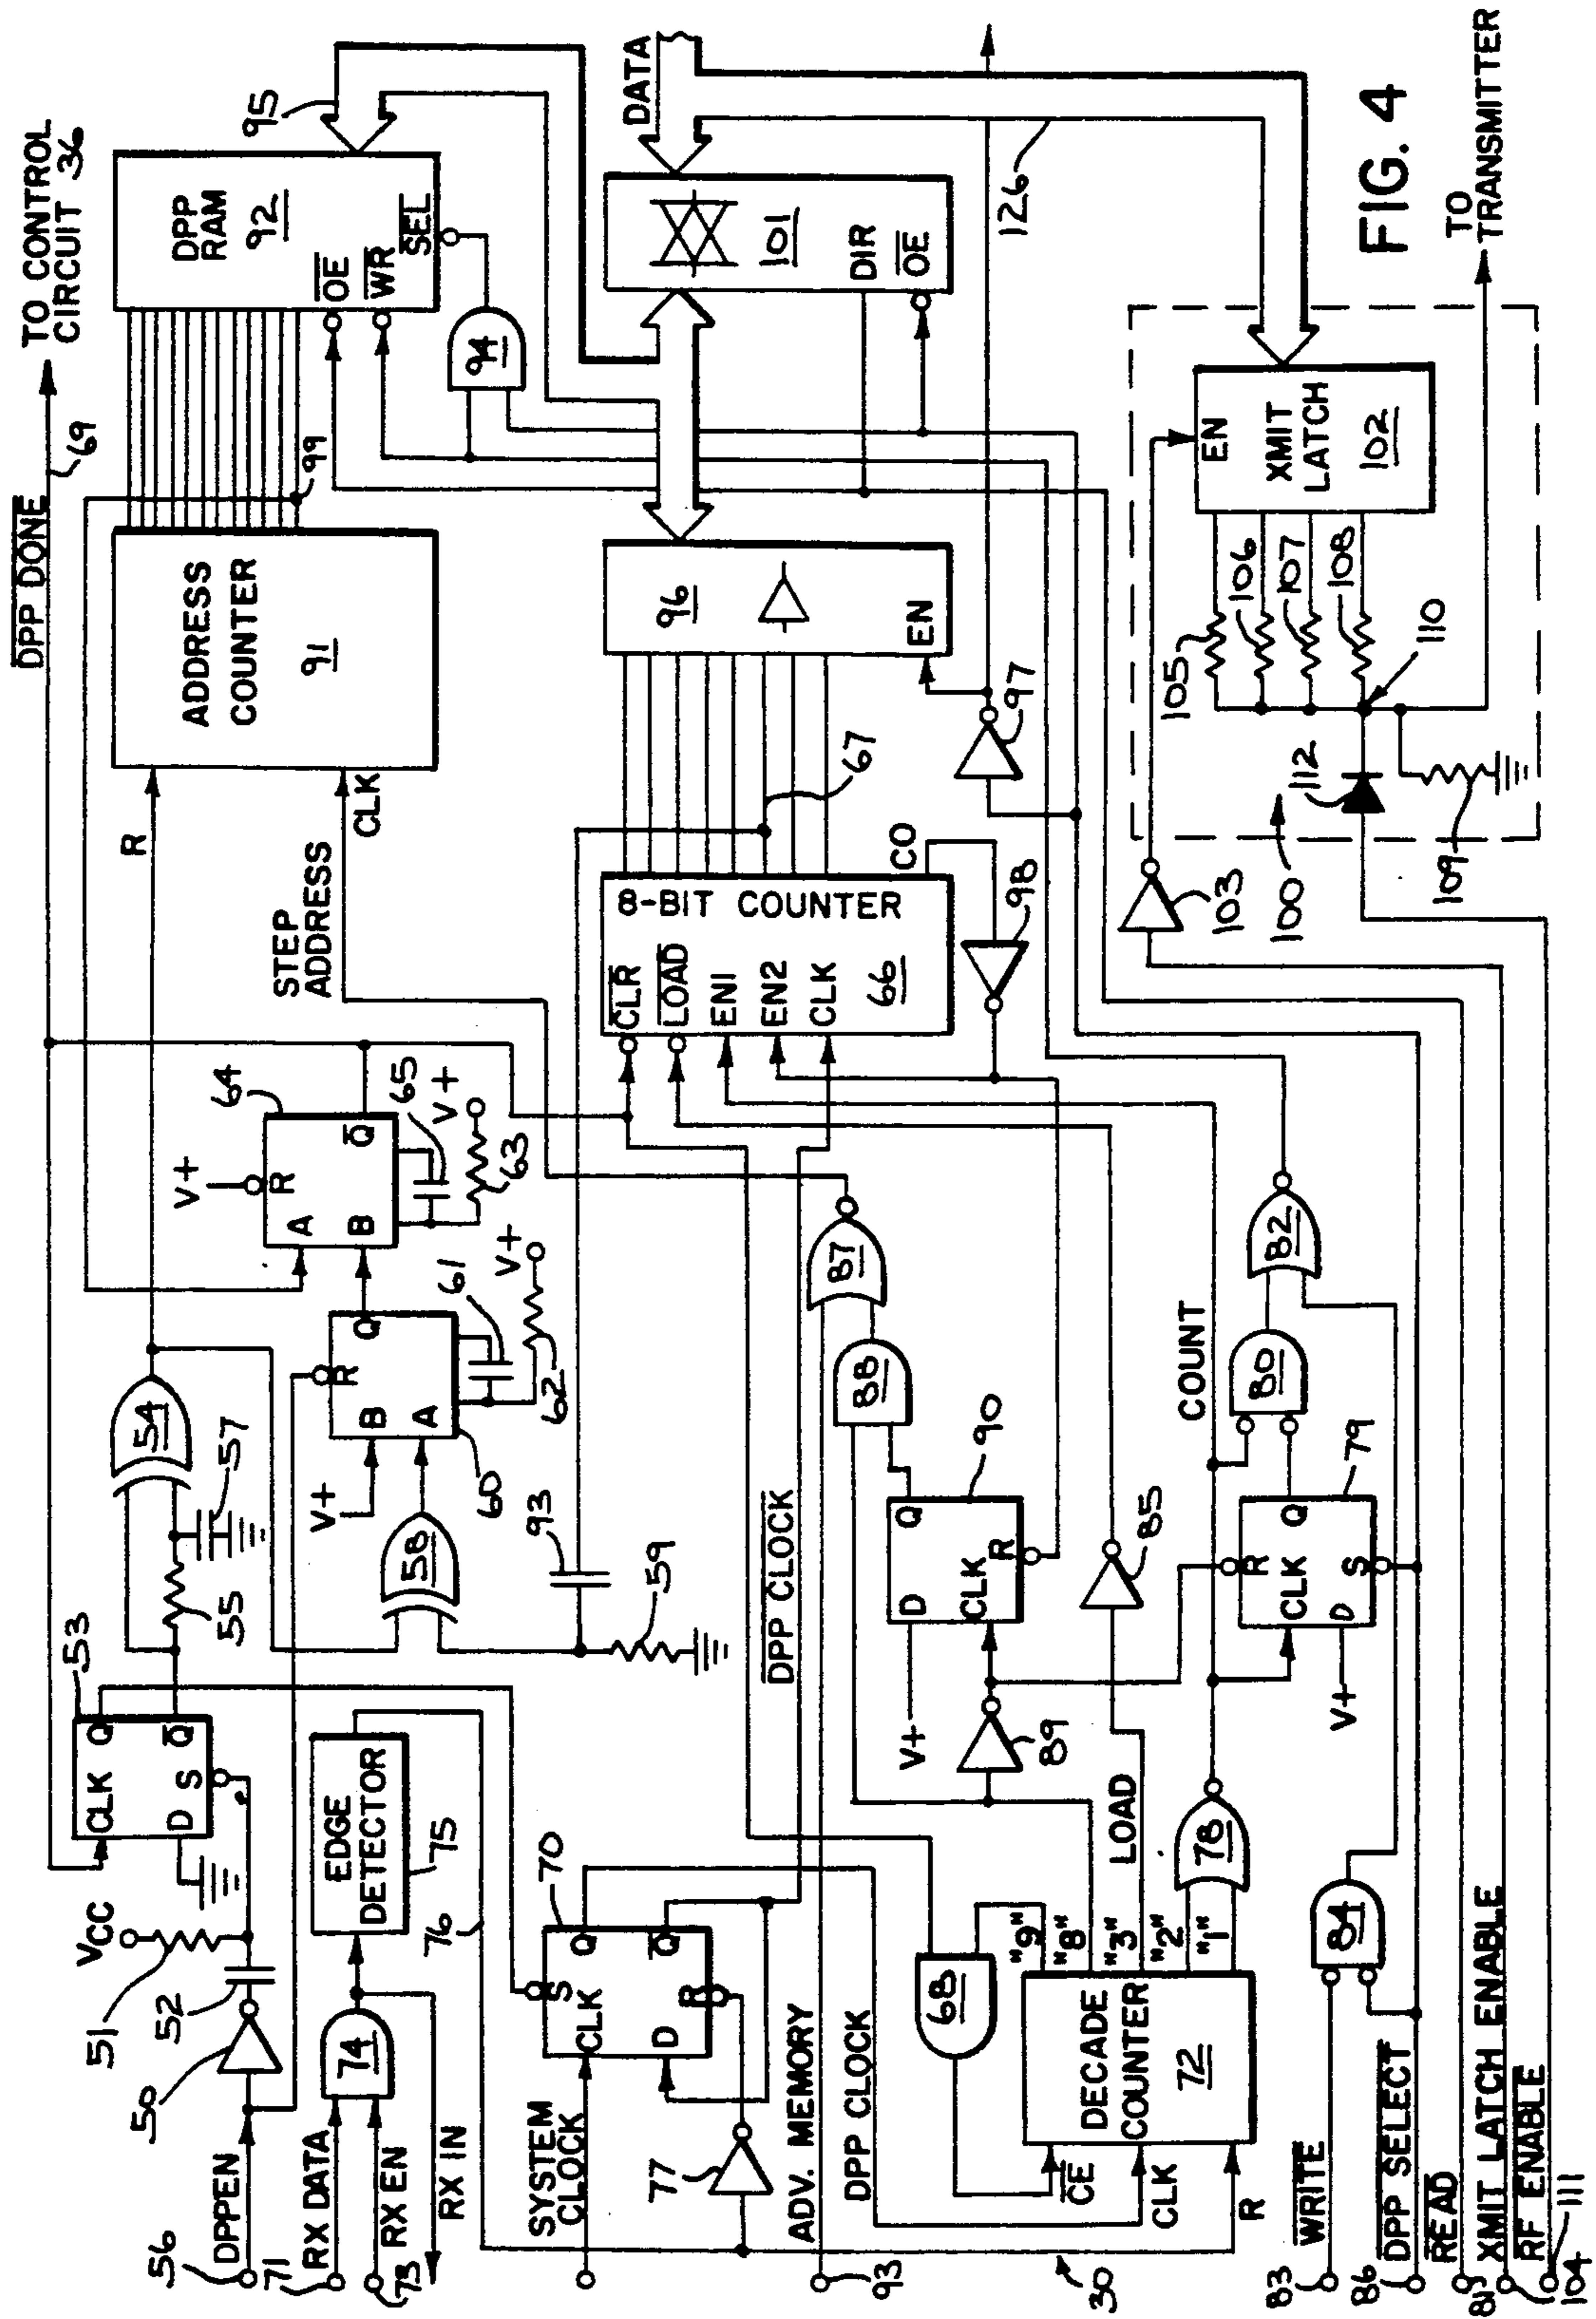 DPP DONE
69
TO CONTROL
CIRCUIT 36
95
DPP
RAM
92
OE
WR
SEL
94
99
ADDRESS
COUNTER
91
R
CLK
STEP
ADDRESS
DATA
101
DIR
OE
126
FIG. 4
TO
TRANSMITTER
96
EN
97
67
8-BIT COUNTER
CO
CLR
LOAD
EN1
EN2
CLK
66
98
EN
XMIT
LATCH
102
105
106
107
108
110
112
109
100
103
64
V+
R
A
B
Q
65
V+
63
V+
61
62
Q
R
B
A
60
V+
54
57
55
58
93
59
53
Q
CLK
Q
S
D
VCC
51
52
50
DPPEN
56
EDGE
DETECTOR
75
76
74
RX DATA
71
RX EN
73
RX IN
70
SYSTEM
CLOCK
Q
S
CLK
Q
D
R
77
DPP CLOCK
ADV. MEMORY
93
DPP CLOCK
87
88
90
Q
D
CLK
R
V+
89
85
COUNT
82
80
79
Q
R
CLK
S
D
V+
LOAD
78
68
"9"
"8"
"3"
"2"
"1"
DECADE
COUNTER
72
CE
CLK
R
30
84
WRITE
83
DPP SELECT
86
READ
81
XMIT LATCH ENABLE
104
RF ENABLE
111